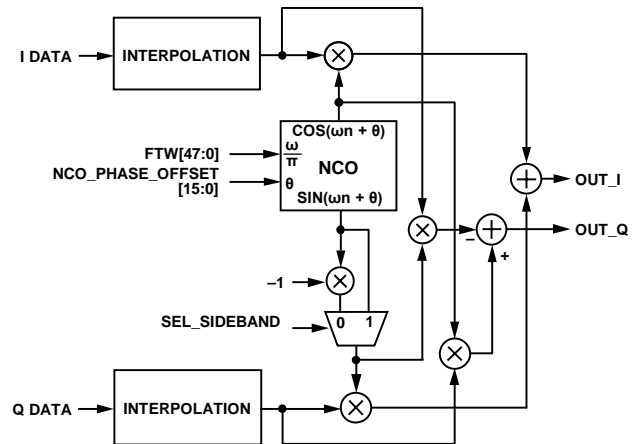 I DATA
INTERPOLATION
COS(ωn + θ)
FTW[47:0]
ω
π
NCO
NCO_PHASE_OFFSET
[15:0]
θ
SIN(ωn + θ)
OUT_I
OUT_Q
–
+
–1
0 1
SEL_SIDEBAND
Q DATA
INTERPOLATION